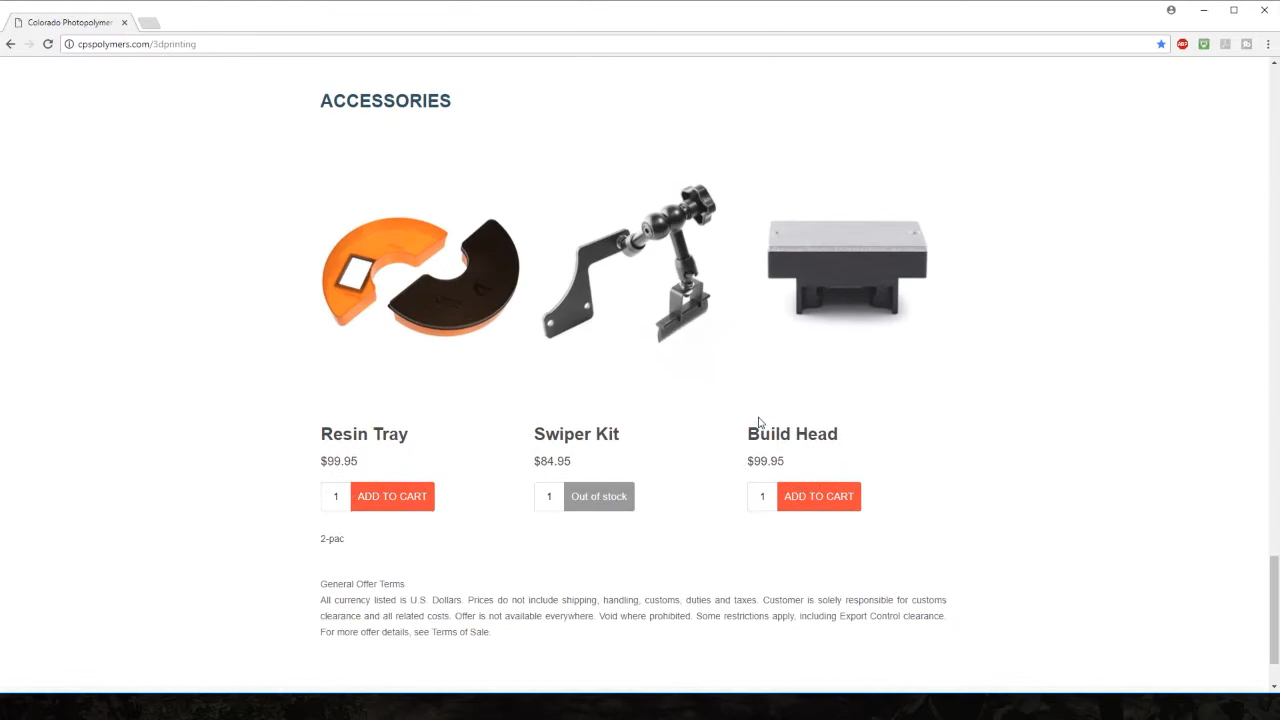 Colorado Photopolymer
cpspolymers.com/3dprinting
ABP
ACCESSORIES
Resin Tray
Swiper Kit
Build Head
$99.95
$84.95
$99.95
1 ADD TO CART
1 Out of stock
1 ADD TO CART
2-pac
General Offer Terms
All currency listed is U.S. Dollars. Prices do not include shipping, handling, customs, duties and taxes. Customer is solely responsible for customs
clearance and all related costs. Offer is not available everywhere. Void where prohibited. Some restrictions apply, including Export Control clearance.
For more offer details, see Terms of Sale.